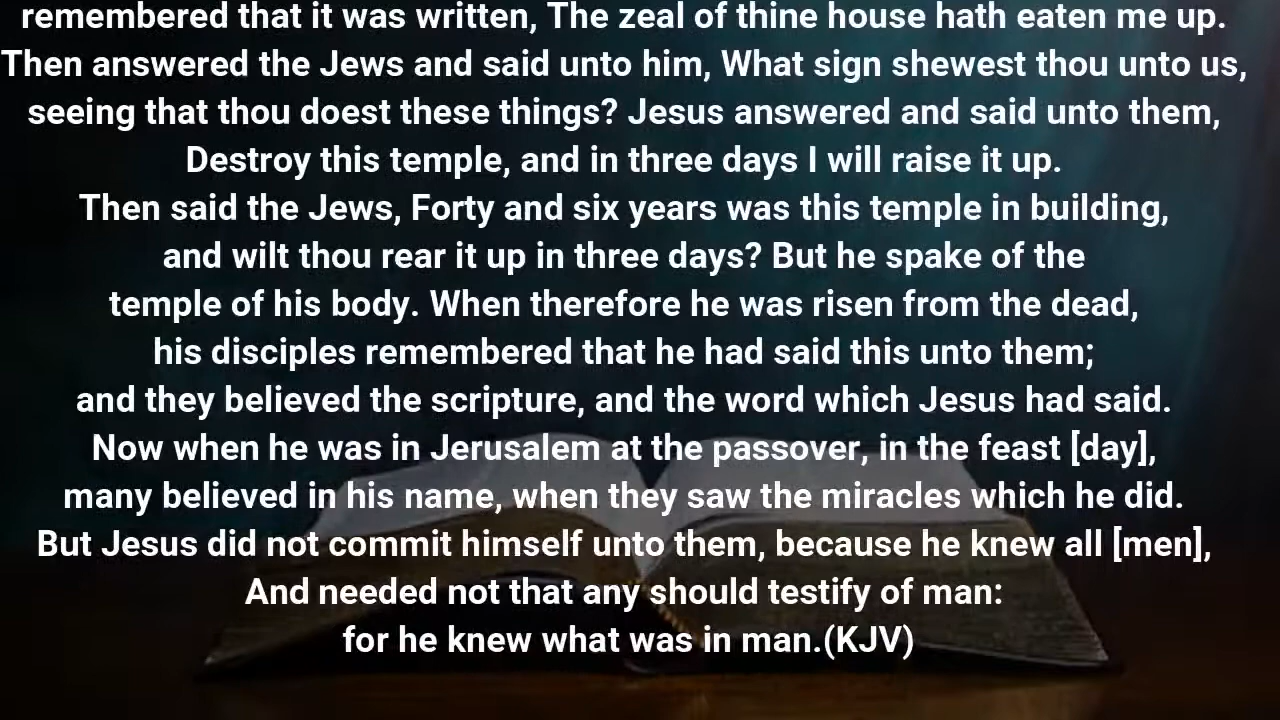 remembered that it was written, The zeal of thine house hath eaten me up.
Then answered the Jews and said unto him, What sign shewest thou unto us,
seeing that thou doest these things? Jesus answered and said unto them,
Destroy this temple, and in three days I will raise it up.
Then said the Jews, Forty and six years was this temple in building,
and wilt thou rear it up in three days? But he spake of the
temple of his body. When therefore he was risen from the dead,
his disciples remembered that he had said this unto them;
and they believed the scripture, and the word which Jesus had said.
Now when he was in Jerusalem at the passover, in the feast [day],
many believed in his name, when they saw the miracles which he did.
But Jesus did not commit himself unto them, because he knew all [men],
And needed not that any should testify of man:
for he knew what was in man.(KJV)